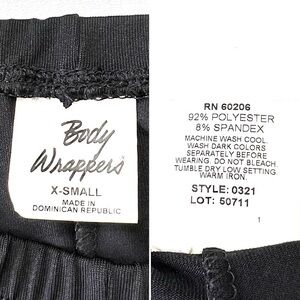 Body
Wrappers
X-SMALL
MADE IN
DOMINICAN REPUBLIC
RN 60206
92% POLYESTER
8% SPANDEX
MACHINE WASH COOL
WASH DARK COLORS
SEPARATELY BEFORE
WEARING. DO NOT BLEACH.
TUMBLE DRY LOW SETTING
WARM IRON.
STYLE: 0321
LOT: 50711
1